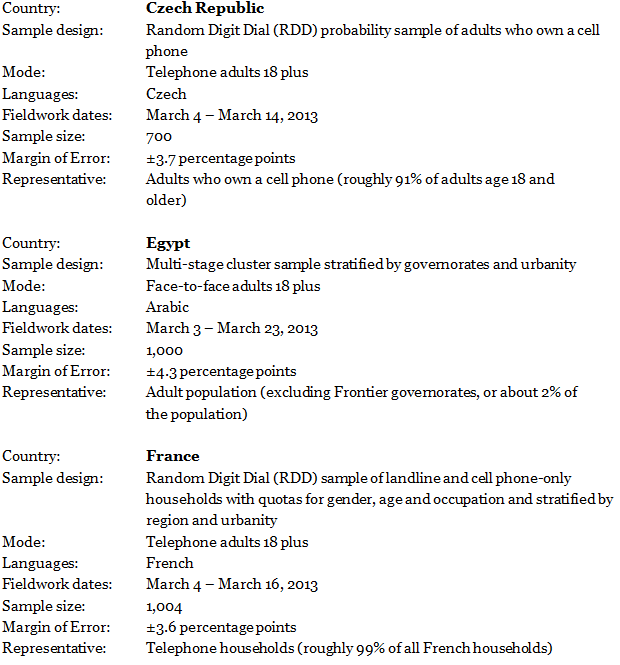 Country: Czech Republic
Sample design: Random Digit Dial (RDD) probability sample of adults who own a cell
phone
Mode: Telephone adults 18 plus
Languages: Czech
Fieldwork dates: March 4 – March 14, 2013
Sample size: 700
Margin of Error: ±3.7 percentage points
Representative: Adults who own a cell phone (roughly 91% of adults age 18 and
older)
Country: Egypt
Sample design: Multi-stage cluster sample stratified by governorates and urbanity
Mode: Face-to-face adults 18 plus
Languages: Arabic
Fieldwork dates: March 3 – March 23, 2013
Sample size: 1,000
Margin of Error: ±4.3 percentage points
Representative: Adult population (excluding Frontier governorates, or about 2% of
the population)
Country: France
Sample design: Random Digit Dial (RDD) sample of landline and cell phone-only
households with quotas for gender, age and occupation and stratified by
region and urbanity
Mode: Telephone adults 18 plus
Languages: French
Fieldwork dates: March 4 – March 16, 2013
Sample size: 1,004
Margin of Error: ±3.6 percentage points
Representative: Telephone households (roughly 99% of all French households)